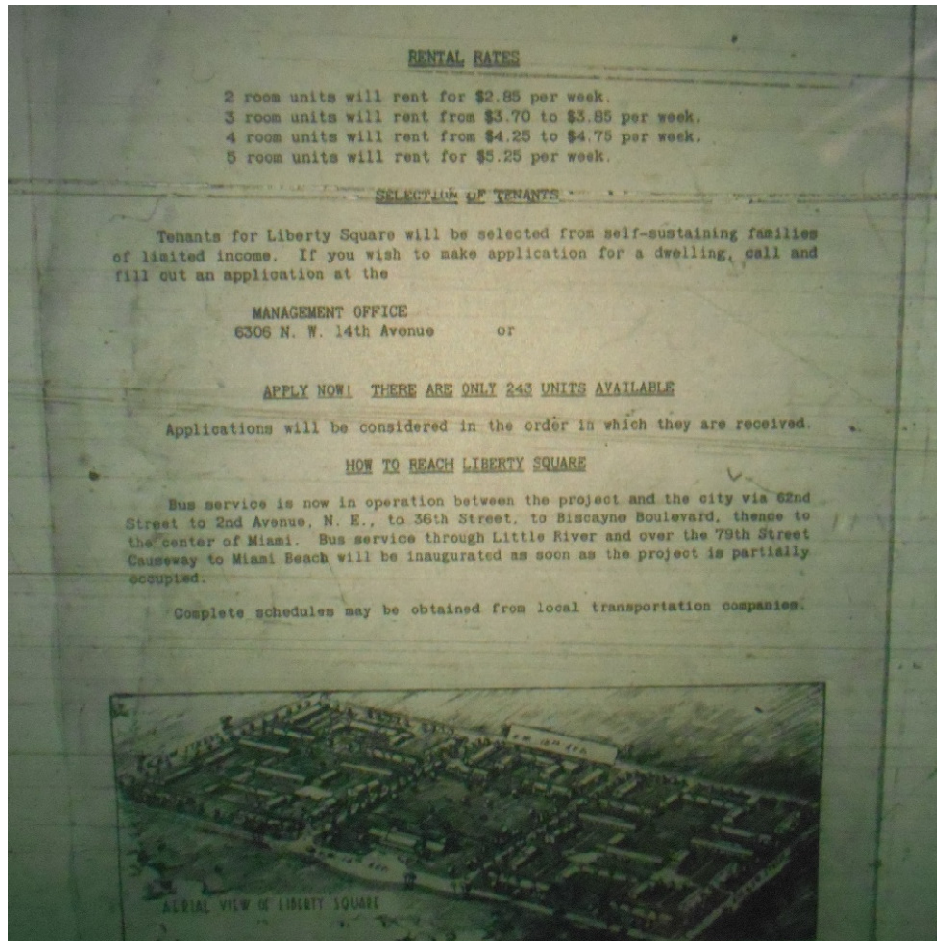 RENTAL RATES
2 room units will rent for $2.85 per week.
3 room units will rent from $3.70 to $3.85 per week.
4 room units will rent from $4.25 to $4.75 per week.
5 room units will rent for $5.25 per week.
SELECTION OF TENANTS
Tenants for Liberty Square will be selected from self-sustaining families
of limited income. If you wish to make application for a dwelling, call and
fill out an application at the
MANAGEMENT OFFICE
6306 N. W. 14th Avenue or
APPLY NOW! THERE ARE ONLY 243 UNITS AVAILABLE
Applications will be considered in the order in which they are received.
HOW TO REACH LIBERTY SQUARE
Bus service is now in operation between the project and the city via 62nd
Street to 2nd Avenue, N. E., to 36th Street, to Biscayne Boulevard, thence to
the center of Miami. Bus service through Little River and over the 79th Street
Causeway to Miami Beach will be inaugurated as soon as the project is partially
occupied.
Complete schedules may be obtained from local transportation companies.
AERIAL VIEW OF LIBERTY SQUARE